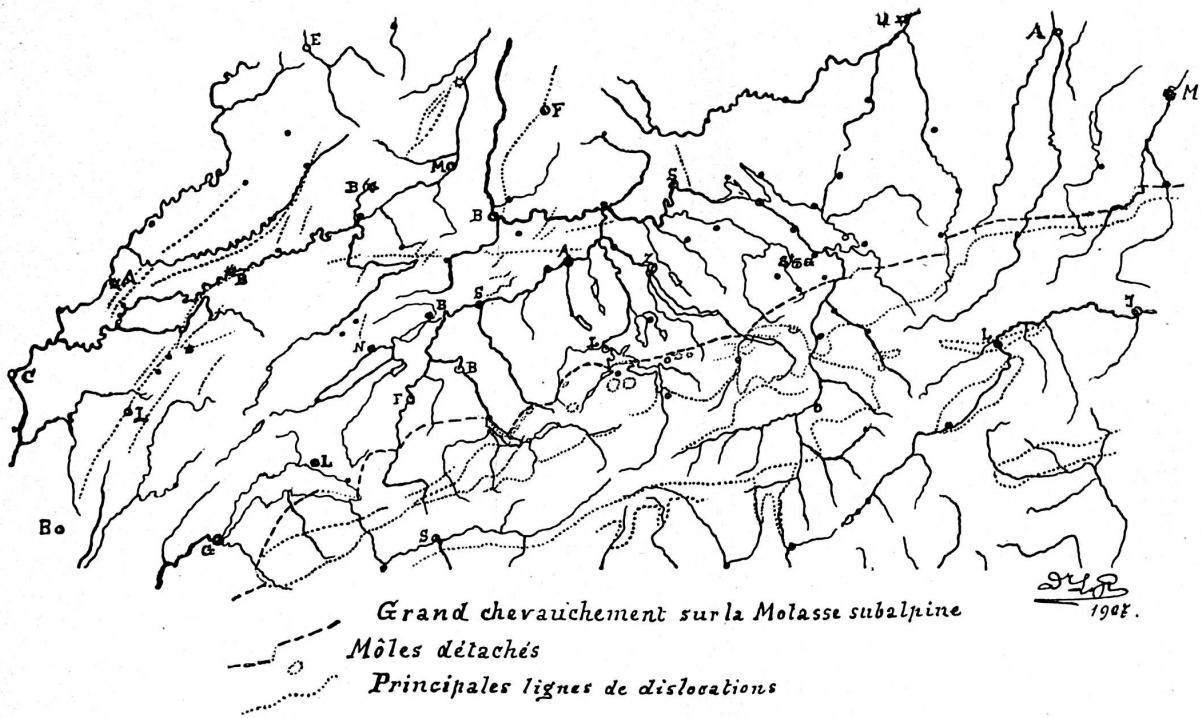 E
U
A
M
F
M
B
S
B
A
A
Z
B
S
B
I
L
N
L
C
B
F
L
L
B
G
S
1907.
Grand chevauchement sur la Molasse subalpine
Môles détachés
Principales lignes de dislocations